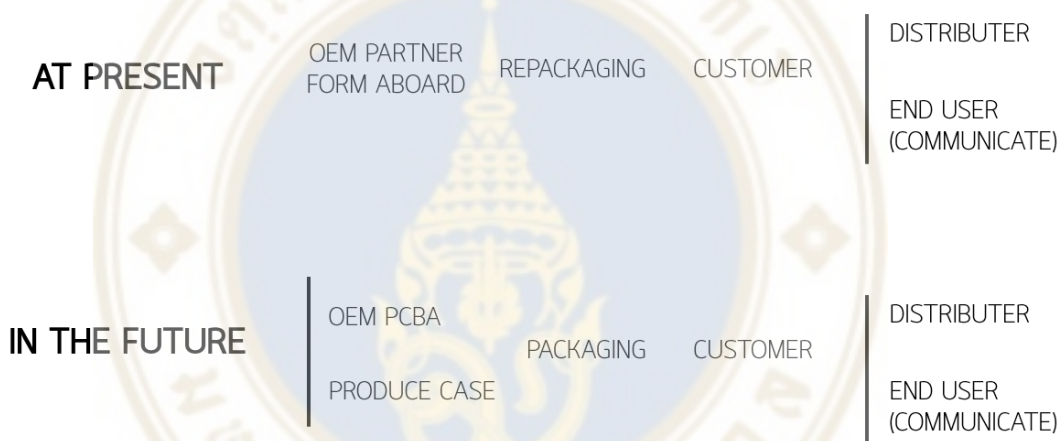 AT PRESENT
OEM PARTNER
FORM ABOARD
REPACKAGING
CUSTOMER
DISTRIBUTER
END USER
(COMMUNICATE)
IN THE FUTURE
OEM PCBA
PRODUCE CASE
PACKAGING
CUSTOMER
DISTRIBUTER
END USER
(COMMUNICATE)